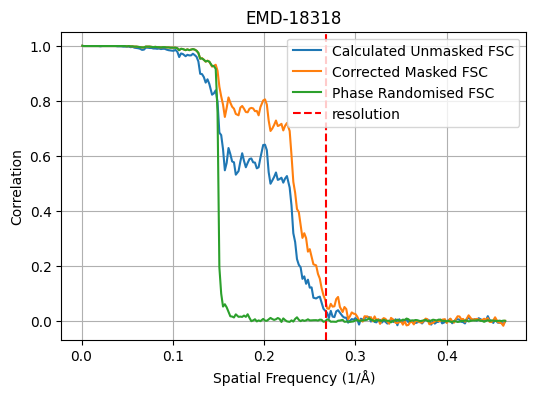 EMD-18318
Calculated Unmasked FSC
Corrected Masked FSC
Phase Randomised FSC
resolution
Correlation
1.0
0.8
0.6
0.4
0.2
0.0
0.0 0.1 0.2 0.3 0.4
Spatial Frequency (1/Å)